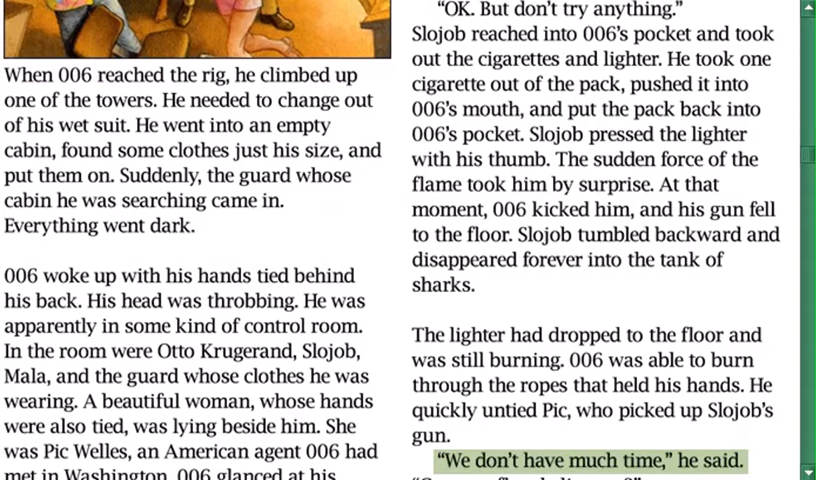 When 006 reached the rig, he climbed up
one of the towers. He needed to change out
of his wet suit. He went into an empty
cabin, found some clothes just his size, and
put them on. Suddenly, the guard whose
cabin he was searching came in.
Everything went dark.
006 woke up with his hands tied behind
his back. His head was throbbing. He was
apparently in some kind of control room.
In the room were Otto Krugerand, Slojob,
Mala, and the guard whose clothes he was
wearing. A beautiful woman, whose hands
were also tied, was lying beside him. She
was Pic Welles, an American agent 006 had
met in Washington. 006 glanced at his
“OK. But don’t try anything.”
Slojob reached into 006’s pocket and took
out the cigarettes and lighter. He took one
cigarette out of the pack, pushed it into
006’s mouth, and put the pack back into
006’s pocket. Slojob pressed the lighter
with his thumb. The sudden force of the
flame took him by surprise. At that
moment, 006 kicked him, and his gun fell
to the floor. Slojob tumbled backward and
disappeared forever into the tank of
sharks.
The lighter had dropped to the floor and
was still burning. 006 was able to burn
through the ropes that held his hands. He
quickly untied Pic, who picked up Slojob’s
gun.
“We don’t have much time,” he said.